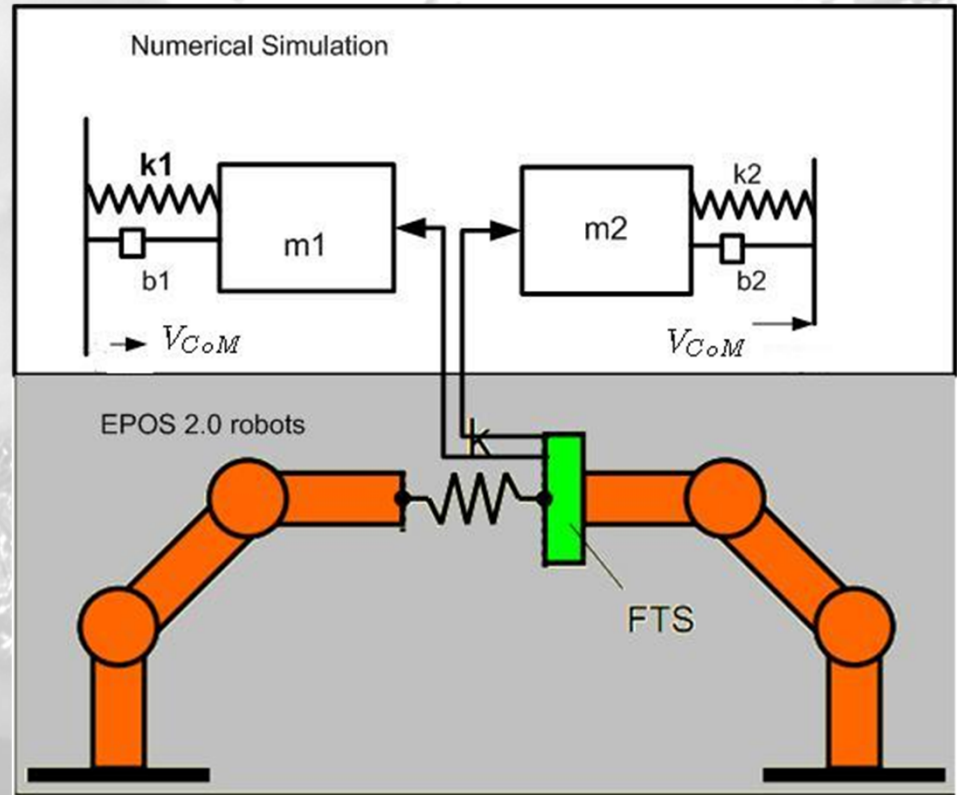 Numerical Simulation
k1
k2
m1
m2
b1
b2
V_CoM
V_CoM
EPOS 2.0 robots
k
FTS